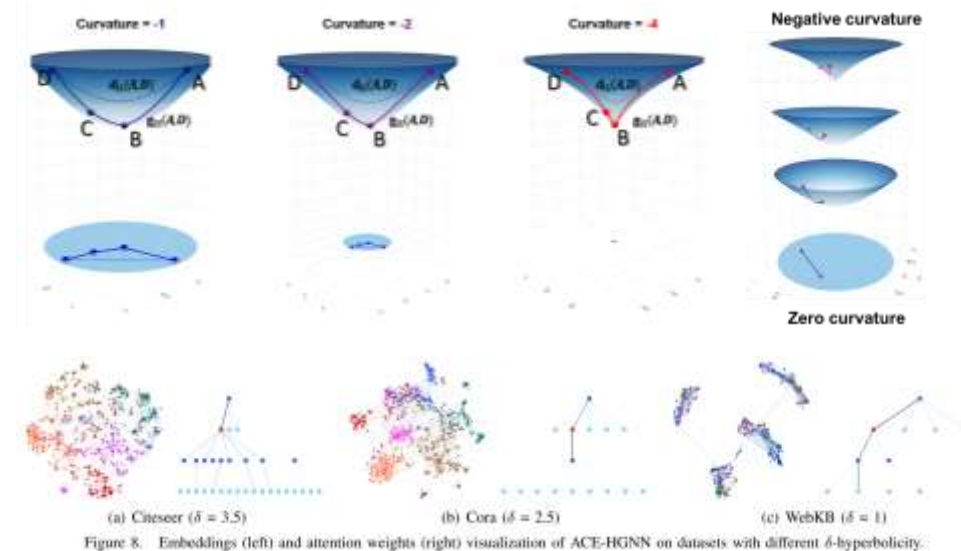 Curvature = -1
Curvature = -2
Curvature = -4
Negative curvature
D
A
C
B
D
A
C
B
D
A
C
B
Zero curvature
(a) Citeseer (δ = 3.5)
(b) Cora (δ = 2.5)
(c) WebKB (δ = 1)
Figure 8. Embeddings (left) and attention weights (right) visualization of ACE-HGNN on datasets with different δ-hyperbolicity.